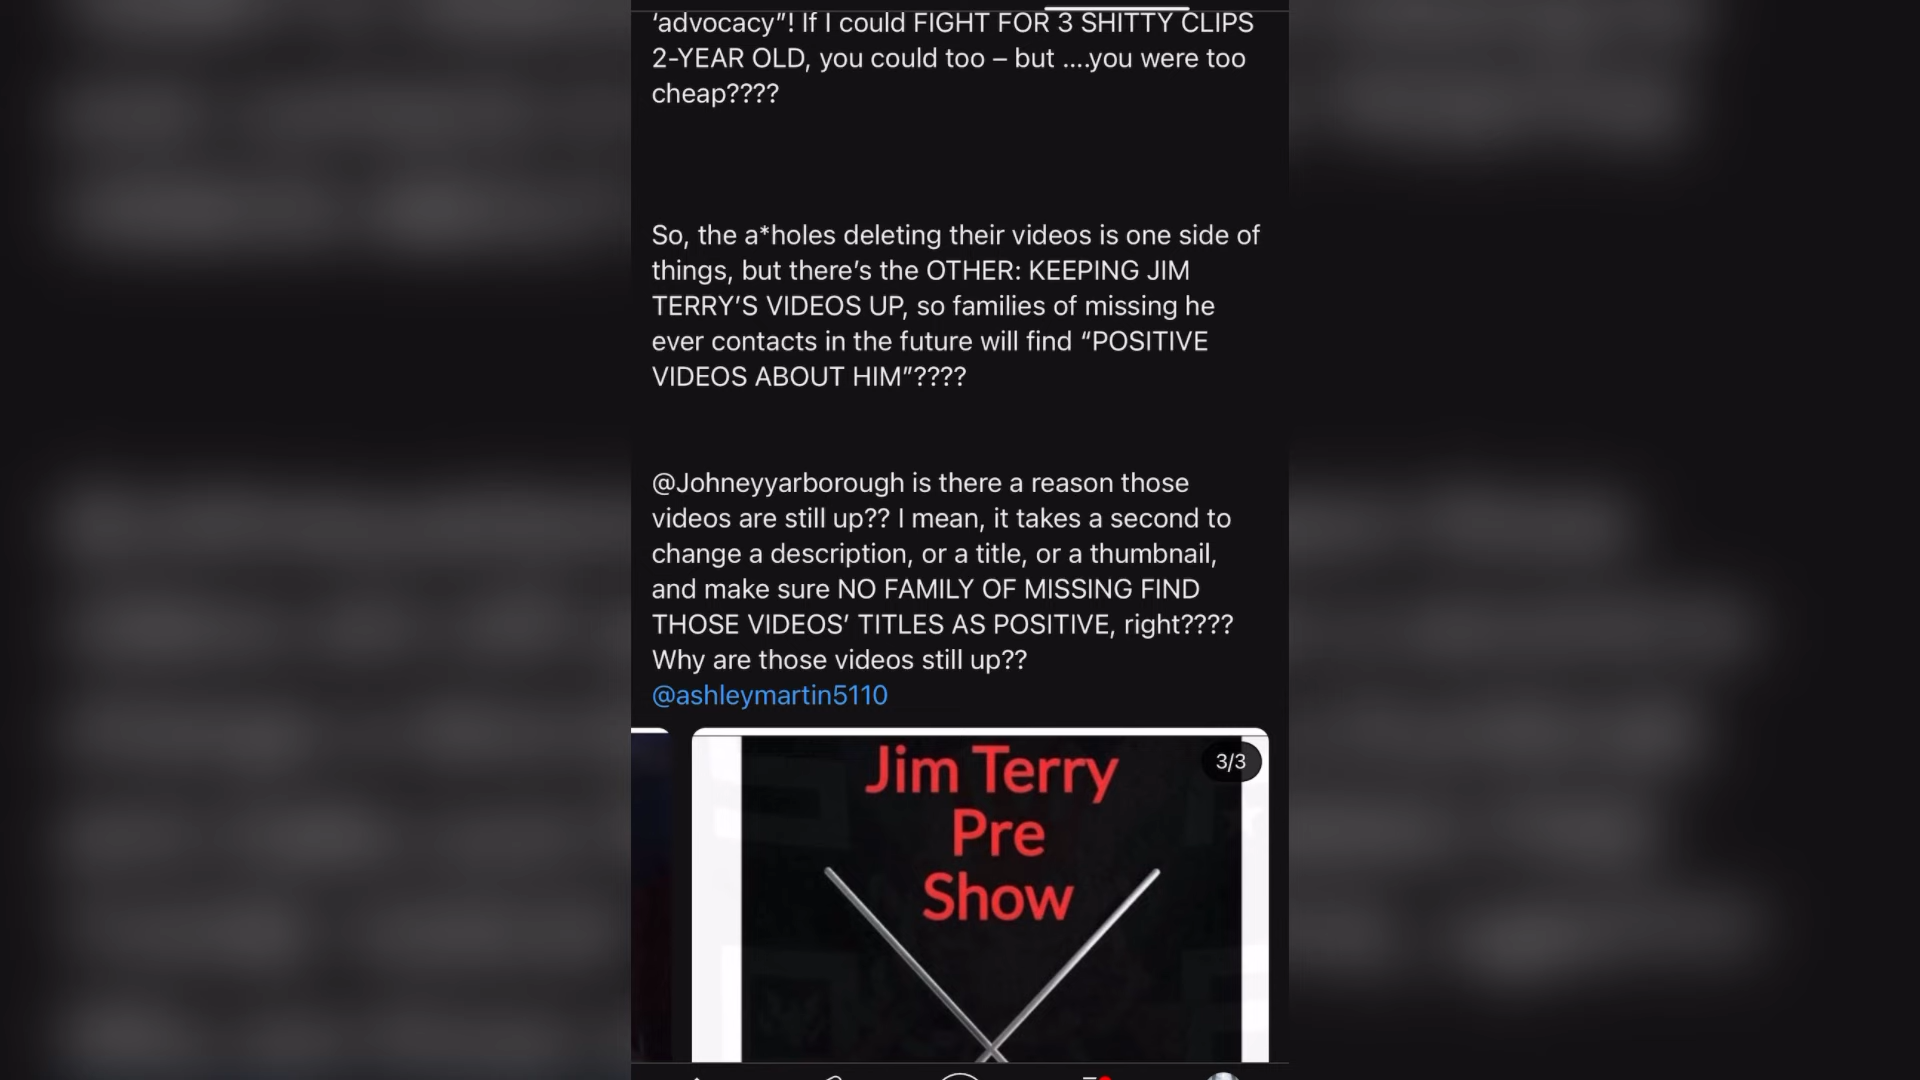 ‘advocacy”! If I could FIGHT FOR 3 SHITTY CLIPS
2-YEAR OLD, you could too – but ....you were too
cheap????
So, the a*holes deleting their videos is one side of
things, but there’s the OTHER: KEEPING JIM
TERRY’S VIDEOS UP, so families of missing he
ever contacts in the future will find “POSITIVE
VIDEOS ABOUT HIM”????
@Johneyyarborough is there a reason those
videos are still up?? I mean, it takes a second to
change a description, or a title, or a thumbnail,
and make sure NO FAMILY OF MISSING FIND
THOSE VIDEOS’ TITLES AS POSITIVE, right????
Why are those videos still up??
@ashleymartin5110
Jim Terry
3/3
Pre
Show